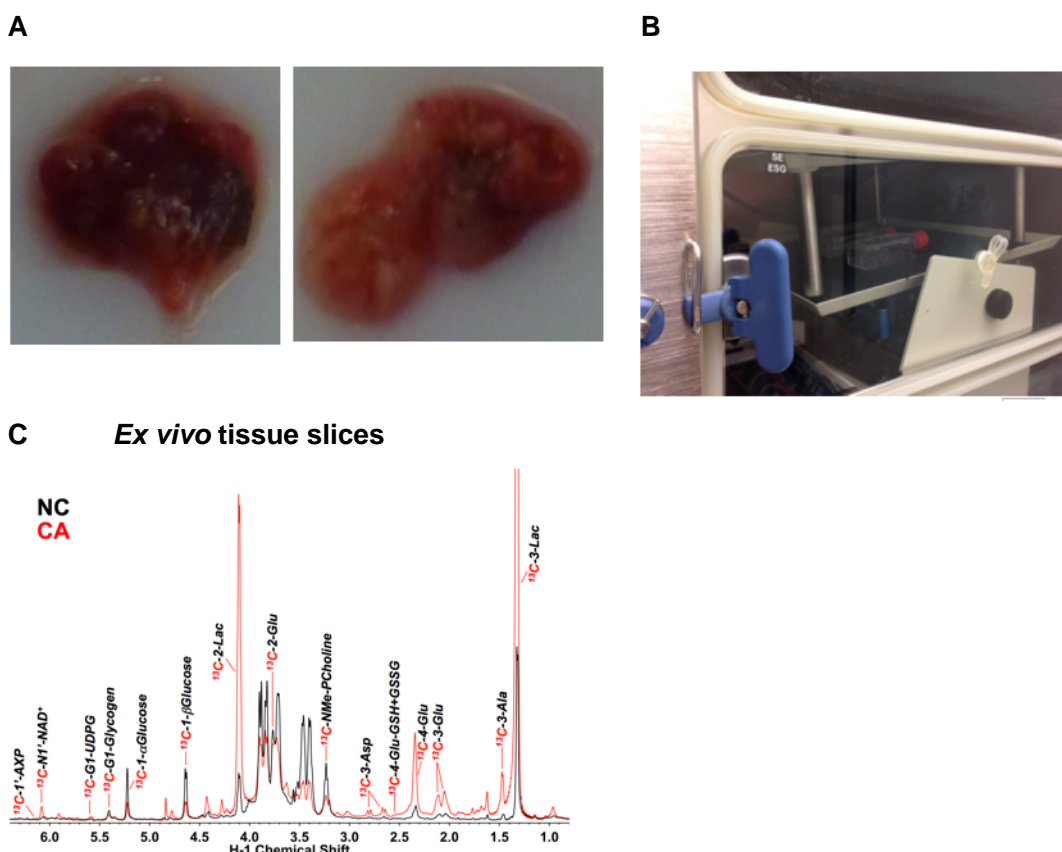 A
B
SE
ESG
C
Ex vivo tissue slices
NC
CA
¹³C-1'-AXP
¹³C-N1'-NAD⁺
¹³C-G1-UDPG
¹³C-G1-Glycogen
¹³C-1-αGlucose
¹³C-1-βGlucose
¹³C-2-Lac
¹³C-2-Glu
¹³C-NMe-PCholine
¹³C-3-Asp
¹³C-4-Glu-GSH+GSSG
¹³C-4-Glu
¹³C-3-Glu
¹³C-3-Ala
¹³C-3-Lac
6.0 5.5 5.0 4.5 4.0 3.5 3.0 2.5 2.0 1.5 1.0
H-1 Chemical Shift